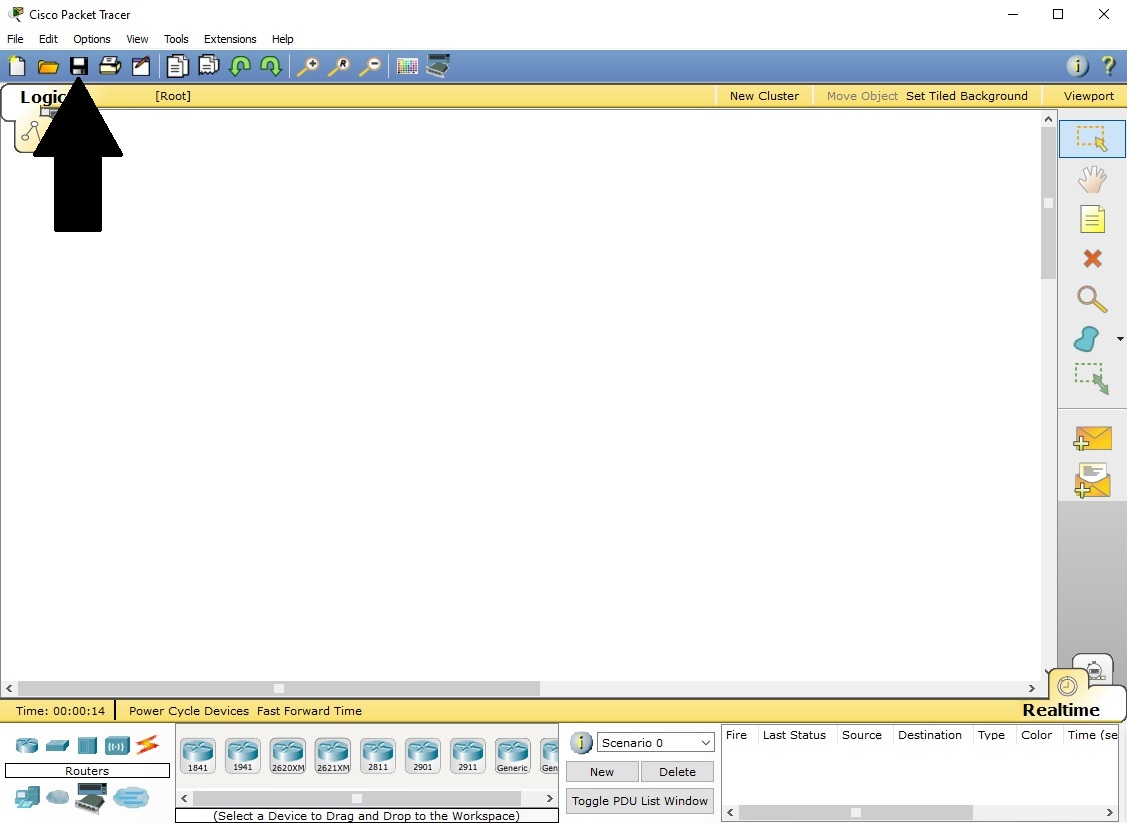 Cisco Packet Tracer
File Edit Options View Tools Extensions Help
R
i ?
[Root] New Cluster Move Object Set Tiled Background Viewport
Time: 00:00:14 Power Cycle Devices Fast Forward Time
Realtime
Routers
1841 1941 2620XM 2621XM 2811 2901 2911 Generic Gen
(Select a Device to Drag and Drop to the Workspace)
i Scenario 0
New Delete
Toggle PDU List Window
Fire Last Status Source Destination Type Color Time (se